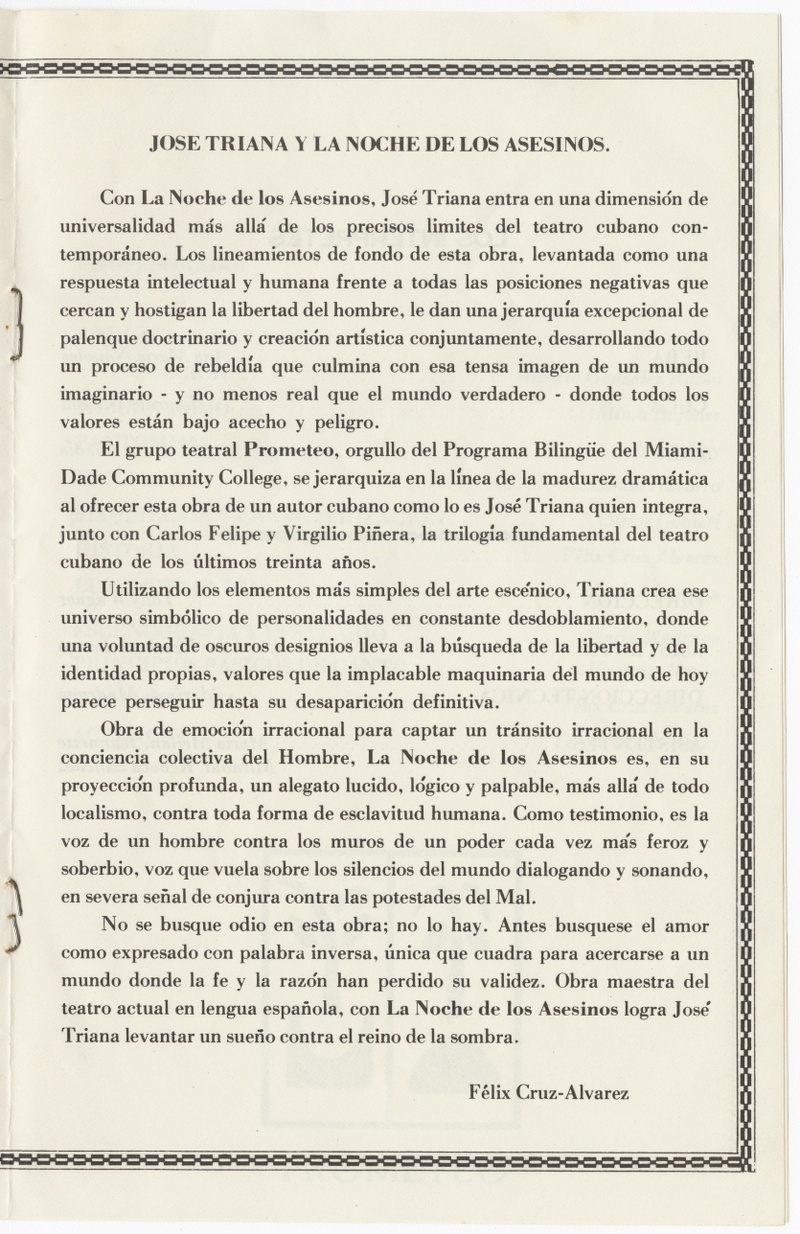 JOSE TRIANA Y LA NOCHE DE LOS ASESINOS.
Con La Noche de los Asesinos, José Triana entra en una dimensión de
universalidad más allá de los precisos limites del teatro cubano con-
temporáneo. Los lineamientos de fondo de esta obra, levantada como una
respuesta intelectual y humana frente a todas las posiciones negativas que
cercan y hostigan la libertad del hombre, le dan una jerarquía excepcional de
palenque doctrinario y creación artística conjuntamente, desarrollando todo
un proceso de rebeldía que culmina con esa tensa imagen de un mundo
imaginario - y no menos real que el mundo verdadero - donde todos los
valores están bajo acecho y peligro.
El grupo teatral Prometeo, orgullo del Programa Bilingüe del Miami-
Dade Community College, se jerarquiza en la línea de la madurez dramática
al ofrecer esta obra de un autor cubano como lo es José Triana quien integra,
junto con Carlos Felipe y Virgilio Piñera, la trilogía fundamental del teatro
cubano de los últimos treinta años.
Utilizando los elementos más simples del arte escénico, Triana crea ese
universo simbólico de personalidades en constante desdoblamiento, donde
una voluntad de oscuros designios lleva a la búsqueda de la libertad y de la
identidad propias, valores que la implacable maquinaria del mundo de hoy
parece perseguir hasta su desaparición definitiva.
Obra de emoción irracional para captar un tránsito irracional en la
conciencia colectiva del Hombre, La Noche de los Asesinos es, en su
proyección profunda, un alegato lucido, lógico y palpable, más allá de todo
localismo, contra toda forma de esclavitud humana. Como testimonio, es la
voz de un hombre contra los muros de un poder cada vez más feroz y
soberbio, voz que vuela sobre los silencios del mundo dialogando y sonando,
en severa señal de conjura contra las potestades del Mal.
No se busque odio en esta obra; no lo hay. Antes busquese el amor
como expresado con palabra inversa, única que cuadra para acercarse a un
mundo donde la fe y la razón han perdido su validez. Obra maestra del
teatro actual en lengua española, con La Noche de los Asesinos logra José
Triana levantar un sueño contra el reino de la sombra.
Félix Cruz-Alvarez